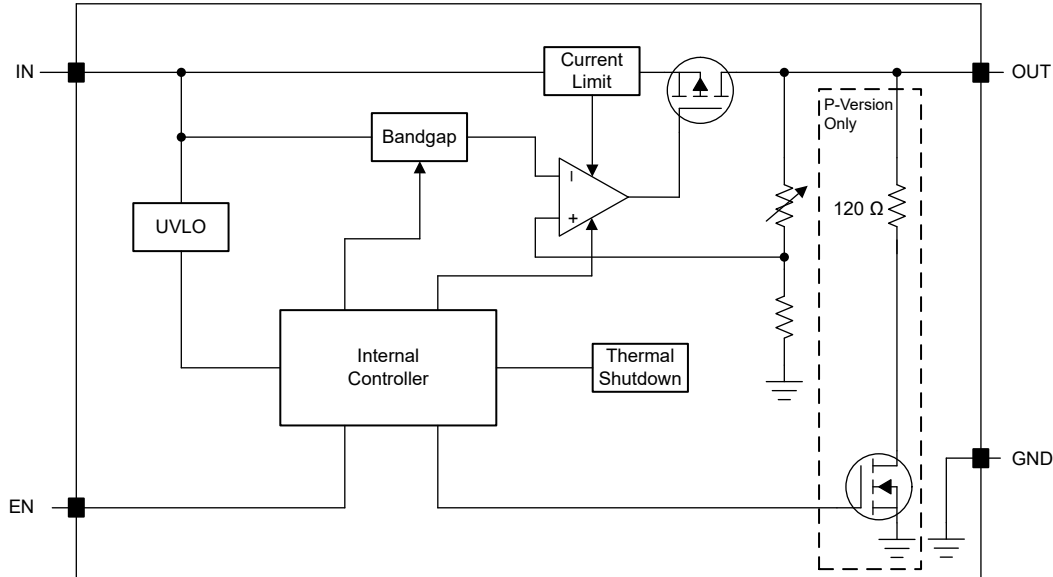 IN
Current
Limit
OUT
P-Version
Only
Bandgap
UVLO
120 Ω
Internal
Controller
Thermal
Shutdown
GND
EN